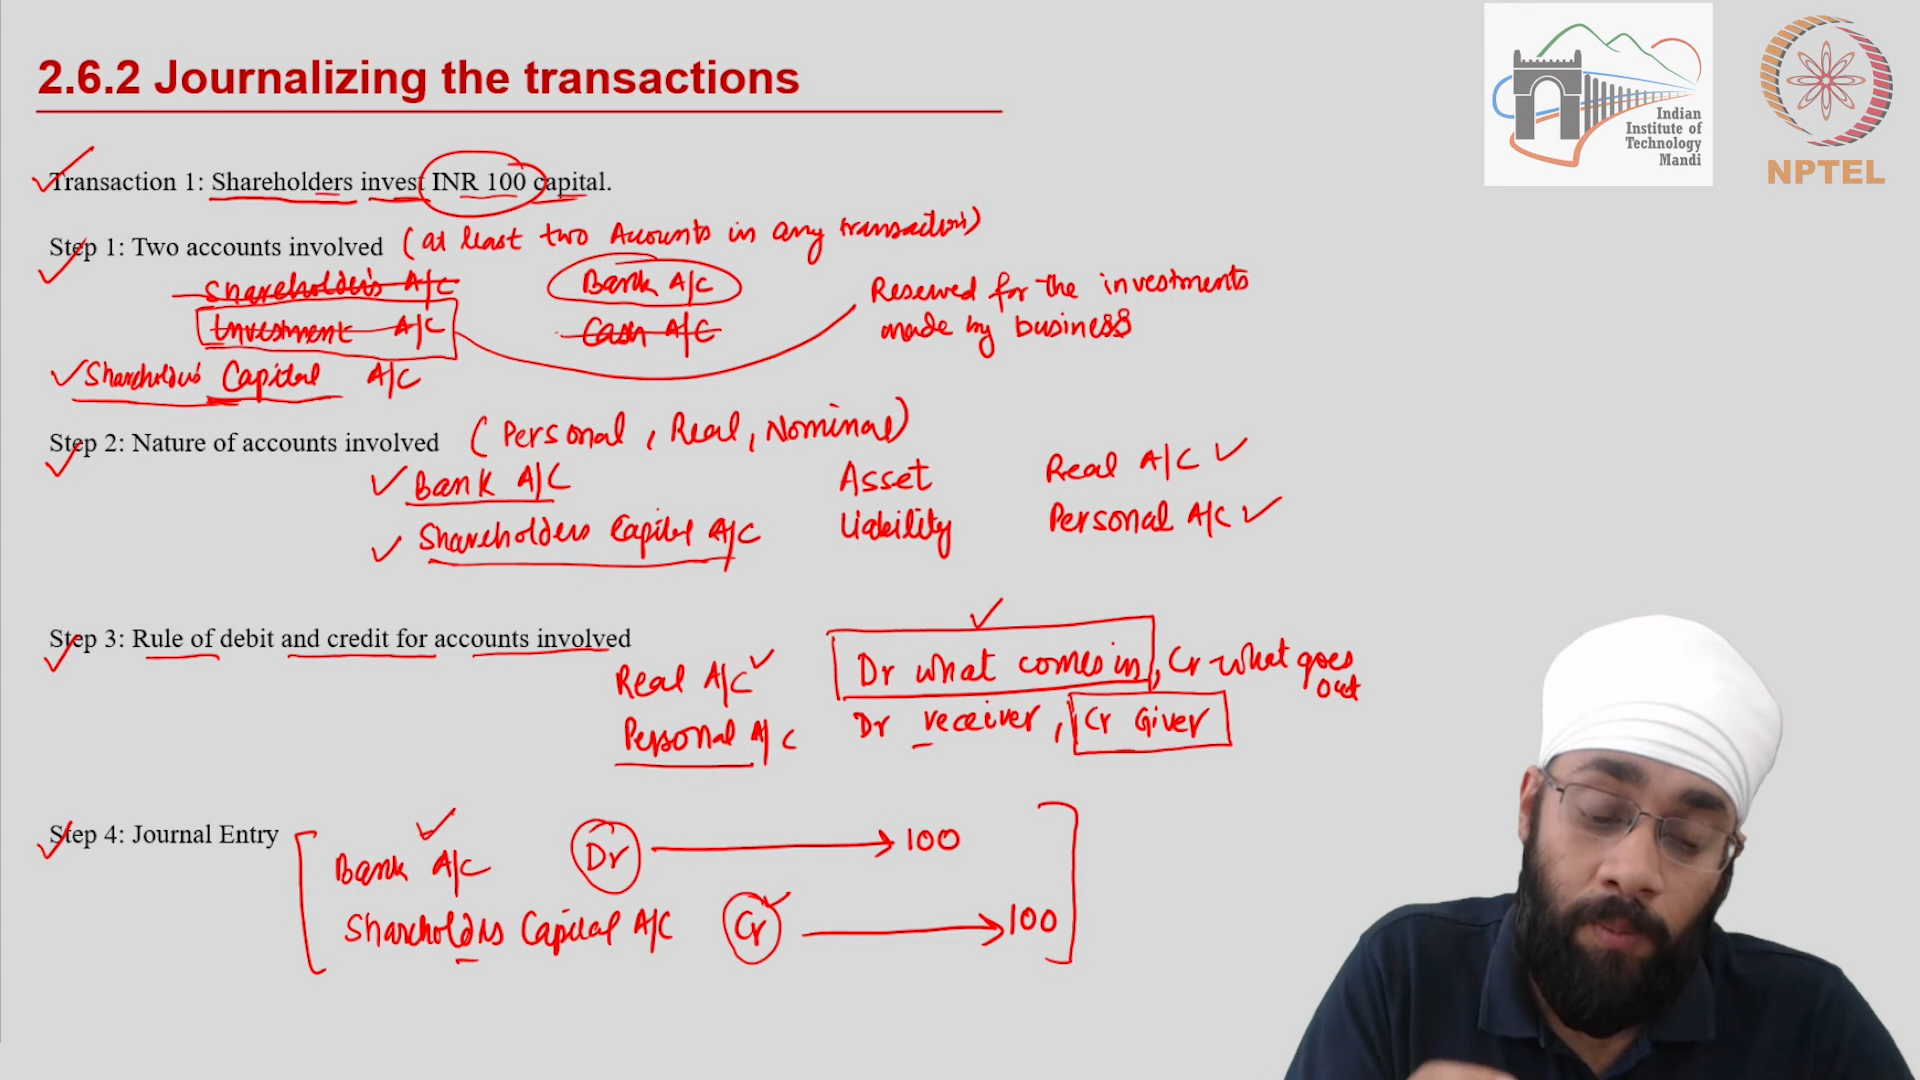 2.6.2 Journalizing the transactions
Indian
Institute of
Technology
Mandi
NPTEL
Transaction 1: Shareholders invest INR 100 capital.
Step 1: Two accounts involved (at least two Accounts in any transaction)
Shareholder's A/C Bank A/C
Investment A/C Cash A/C
Reserved for the investments
made by business
Shareholders' Capital A/C
Step 2: Nature of accounts involved (Personal, Real, Nominal)
Bank A/C Asset Real A/C
Shareholders Capital A/C Liability Personal A/C
Step 3: Rule of debit and credit for accounts involved
Real A/C Dr what comes in, Cr what goes out
Personal A/C Dr receiver, Cr Giver
Step 4: Journal Entry
Bank A/C Dr 100
Shareholders Capital A/C Cr 100